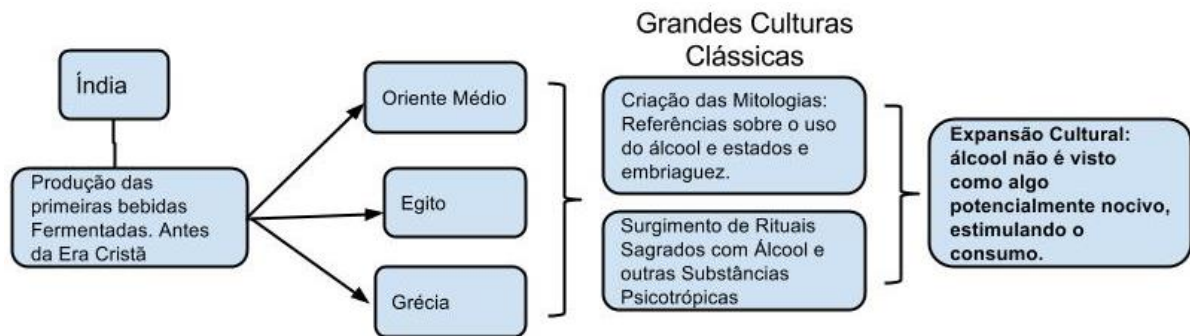 Índia
Produção das
primeiras bebidas
Fermentadas. Antes
da Era Cristã
Oriente Médio
Egito
Grécia
Grandes Culturas
Clássicas
Criação das Mitologias:
Referências sobre o uso
do álcool e estados e
embriaguez.
Surgimento de Rituais
Sagrados com Álcool e
outras Substâncias
Psicotrópicas
Expansão Cultural:
álcool não é visto
como algo
potencialmente nocivo,
estimulando o
consumo.